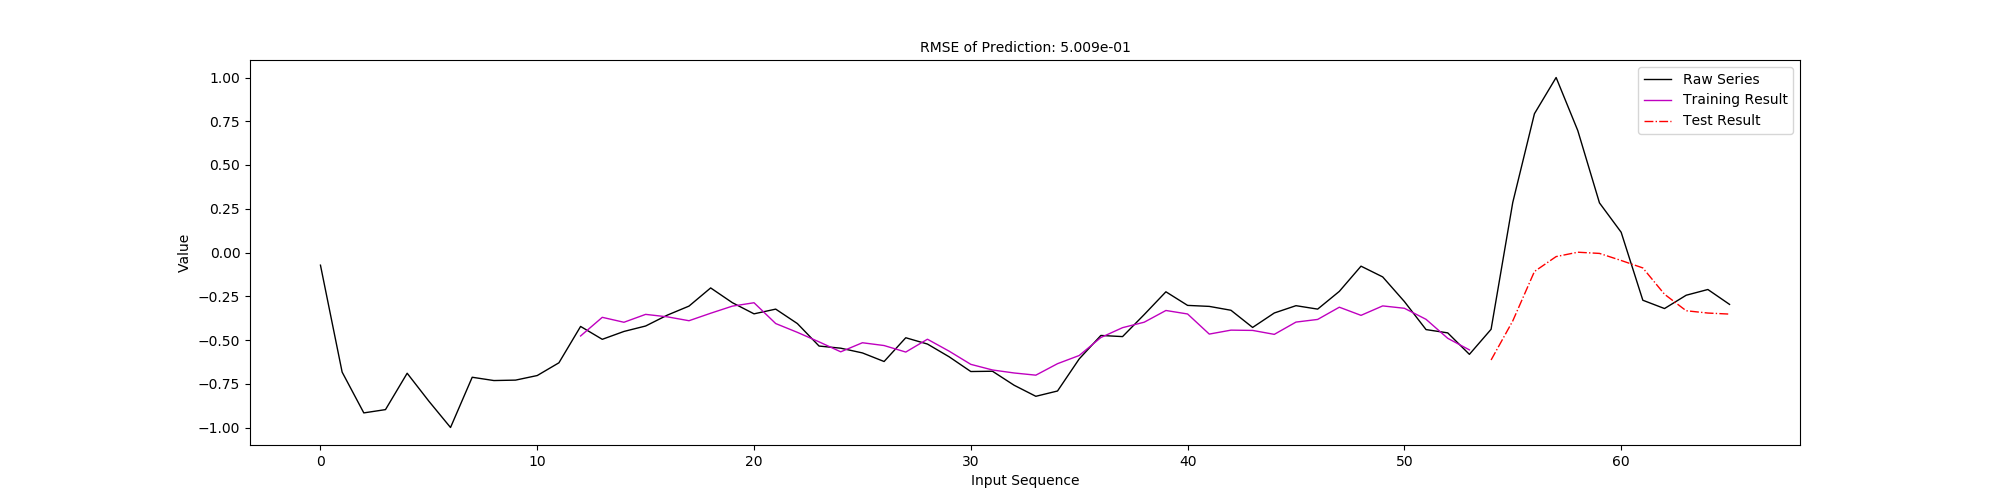 RMSE of Prediction: 5.009e-01
1.00
0.75
0.50
0.25
0.00
−0.25
−0.50
−0.75
−1.00
Value
0 10 20 30 40 50 60
Input Sequence
Raw Series
Training Result
Test Result